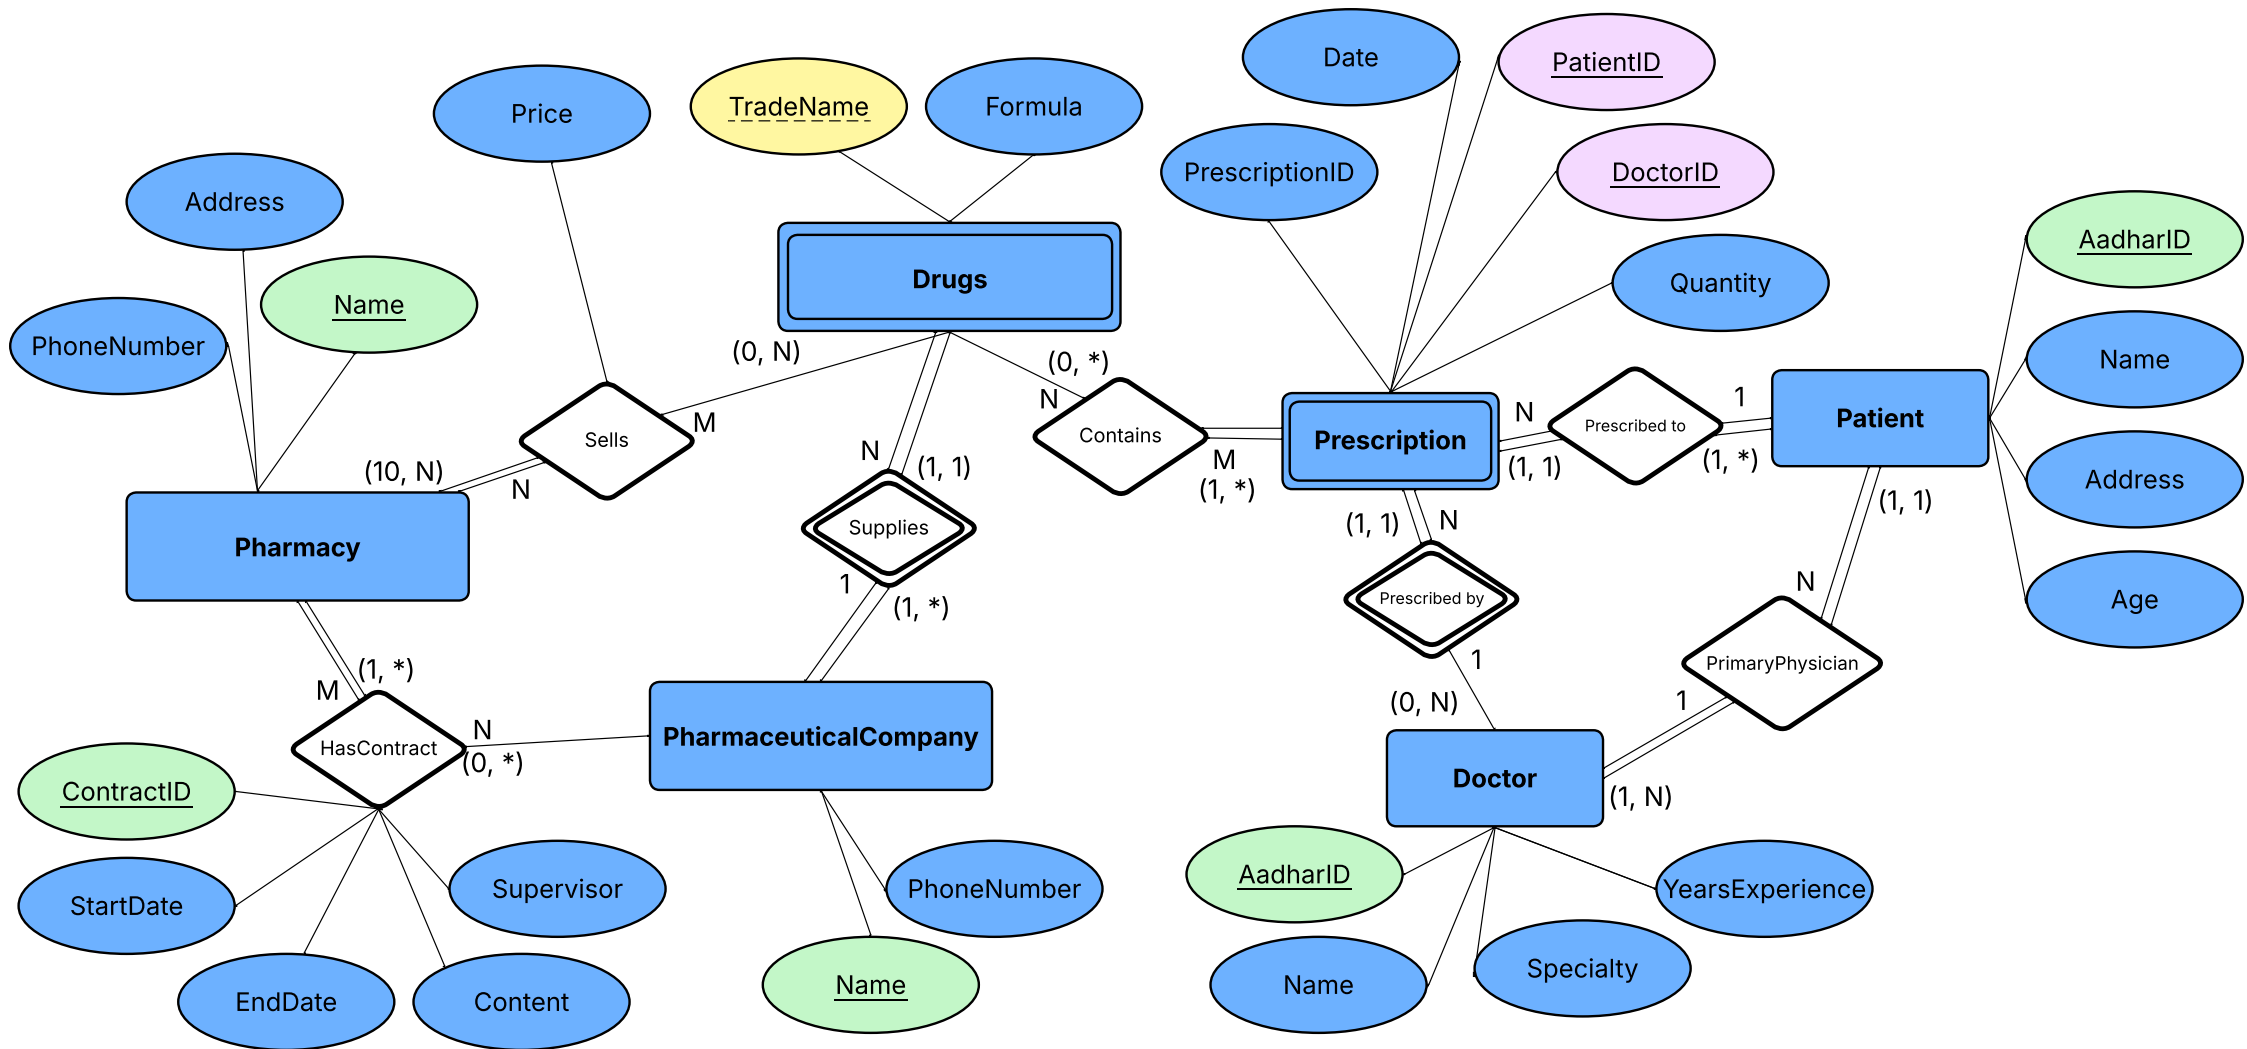 Date
PatientID
Price
TradeName
Formula
PrescriptionID
DoctorID
Address
AadharID
Name
Drugs
Quantity
PhoneNumber
Name
(0, N)
(0, *)
N
M
Sells
Contains
Prescription
N
Prescribed to
1
Patient
Address
(10, N)
N
N
(1, 1)
M
(1, *)
(1, 1)
(1, *)
(1, 1)
Pharmacy
Supplies
(1, 1)
N
N
Age
1
(1, *)
Prescribed by
(1, *)
M
1
PrimaryPhysician
HasContract
N
(0, *)
PharmaceuticalCompany
(0, N)
1
Doctor
(1, N)
ContractID
StartDate
Supervisor
PhoneNumber
AadharID
YearsExperience
EndDate
Content
Name
Name
Specialty